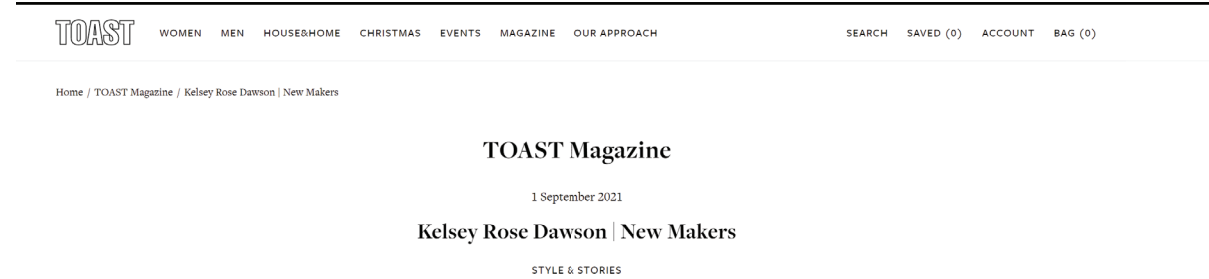 TOAST WOMEN MEN HOUSE&HOME CHRISTMAS EVENTS MAGAZINE OUR APPROACH SEARCH SAVED (0) ACCOUNT BAG (0)
Home / TOAST Magazine / Kelsey Rose Dawson | New Makers
TOAST Magazine
1 September 2021
Kelsey Rose Dawson | New Makers
STYLE & STORIES